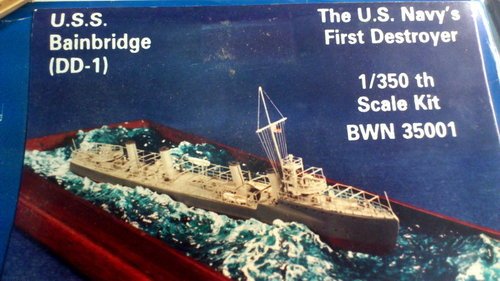 U.S.S.
Bainbridge
(DD-1)
The U.S. Navy's
First Destroyer
1/350 th
Scale Kit
BWN 35001